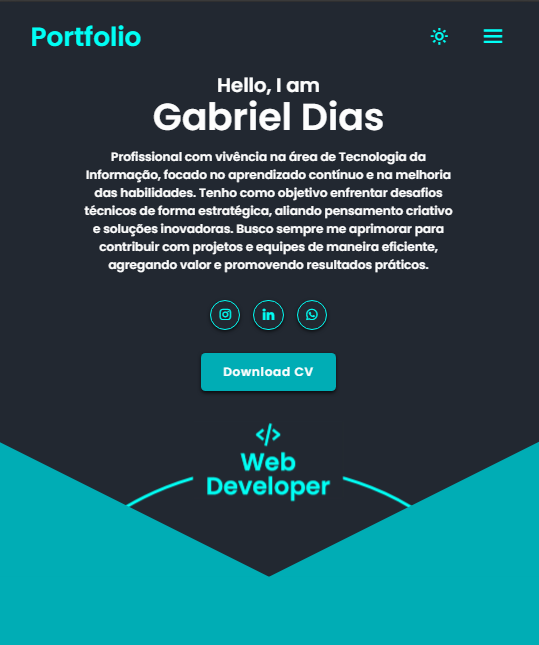 Portfolio
Hello, I am
Gabriel Dias
Profissional com vivência na área de Tecnologia da
Informação, focado no aprendizado contínuo e na melhoria
das habilidades. Tenho como objetivo enfrentar desafios
técnicos de forma estratégica, aliando pensamento criativo
e soluções inovadoras. Busco sempre me aprimorar para
contribuir com projetos e equipes de maneira eficiente,
agregando valor e promovendo resultados práticos.
Download CV
</>
Web
Developer